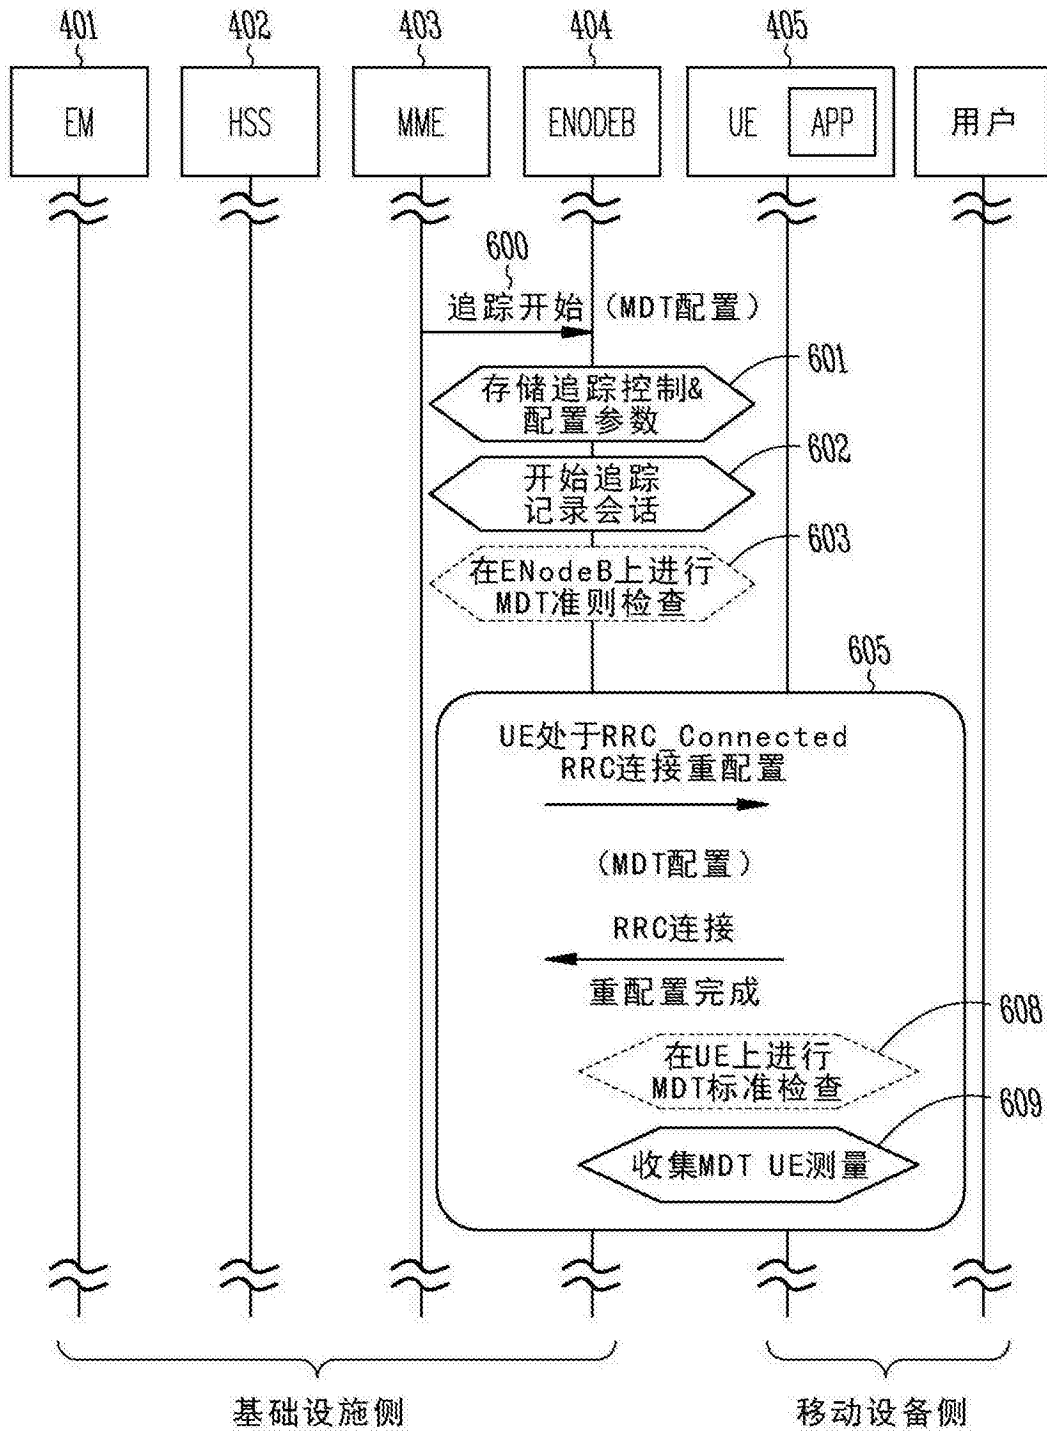 401
402
403
404
405
EM
HSS
MME
ENODEB
UE
APP
用户
600
追踪开始（MDT配置）
601
存储追踪控制&
配置参数
602
开始追踪
记录会话
603
在ENodeB上进行
MDT准则检查
605
UE处于RRC_Connected
RRC连接重配置
（MDT配置）
RRC连接
重配置完成
608
在UE上进行
MDT标准检查
609
收集MDT UE测量
基础设施侧
移动设备侧